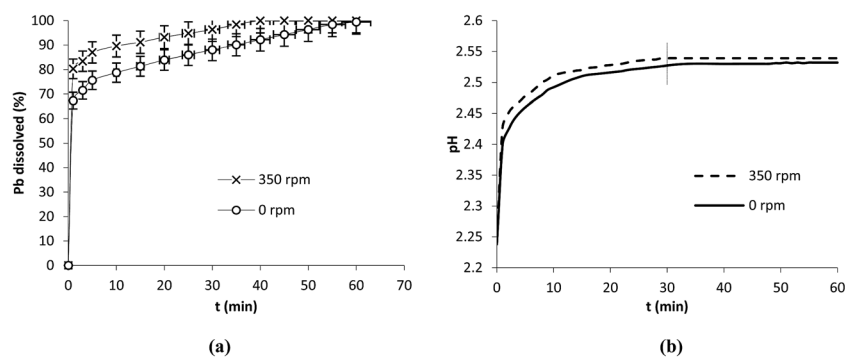 100
90
80
70
60
50
40
30
20
10
0
Pb dissolved (%)
350 rpm
0 rpm
0 10 20 30 40 50 60 70
t (min)
(a)
2.6
2.55
2.5
2.45
2.4
2.35
2.3
2.25
2.2
pH
350 rpm
0 rpm
0 10 20 30 40 50 60
t (min)
(b)